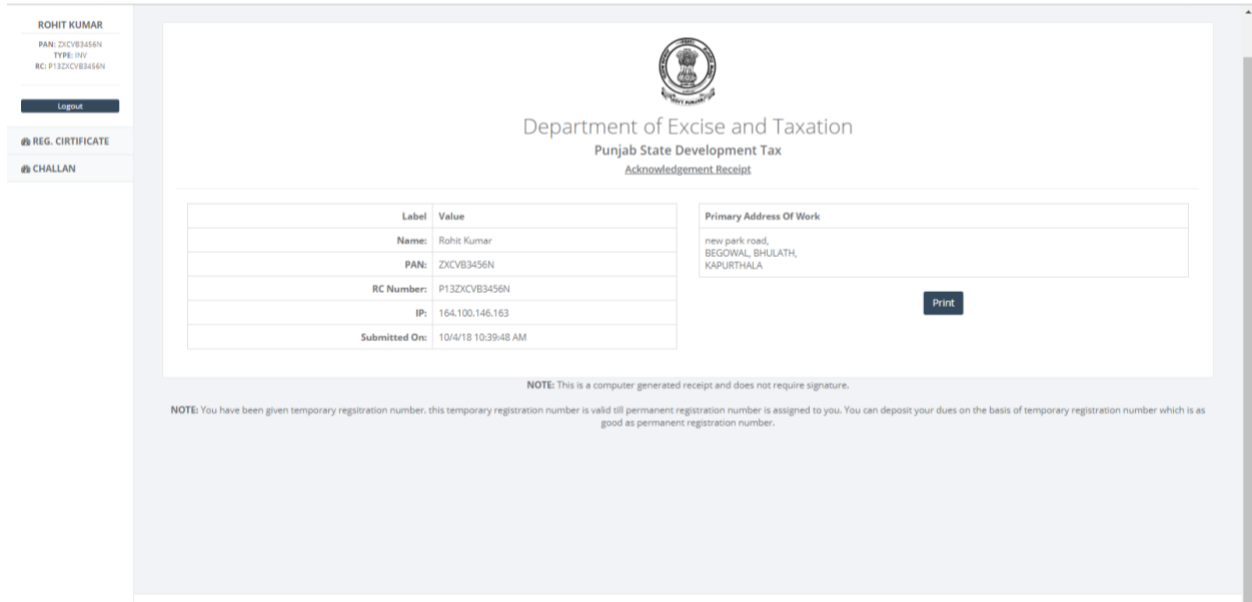 ROHIT KUMAR
PAN: ZXCVB3456N
TYPE: INV
RC: P13ZXCVB3456N
Logout
REG. CIRTIFICATE
CHALLAN
GOVT PUNJAB
Department of Excise and Taxation
Punjab State Development Tax
Acknowledgement Receipt
Label Value
Name: Rohit Kumar
PAN: ZXCVB3456N
RC Number: P13ZXCVB3456N
IP: 164.100.146.163
Submitted On: 10/4/18 10:39:48 AM
Primary Address Of Work
new park road,
BEGOWAL, BHULATH,
KAPURTHALA
Print
NOTE: This is a computer generated receipt and does not require signature.
NOTE: You have been given temporary regsitration number. this temporary registration number is valid till permanent registration number is assigned to you. You can deposit your dues on the basis of temporary registration number which is as
good as permanent registration number.